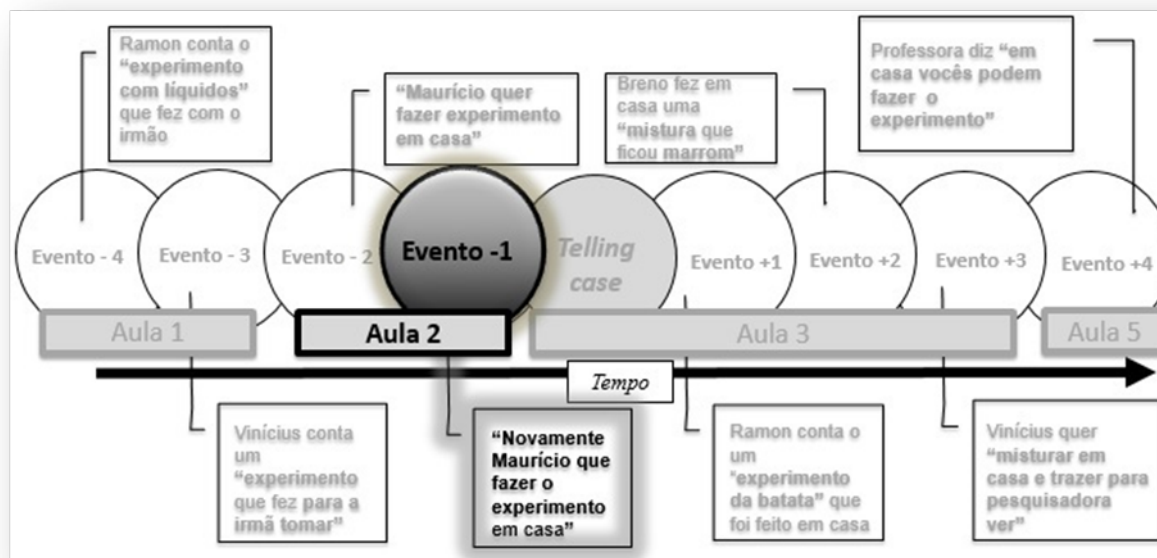 Ramon conta o
“experimento
com líquidos”
que fez com o
irmão
“Maurício quer
fazer experimento
em casa”
Breno fez em
casa uma
“mistura que
ficou marrom”
Professora diz “em
casa vocês podem
fazer o
experimento”
Evento - 4
Evento - 3
Evento - 2
Evento -1
Telling
case
Evento +1
Evento +2
Evento +3
Evento +4
Aula 1
Aula 2
Aula 3
Aula 5
Tempo
Vinícius conta
um
“experimento
que fez para a
irmã tomar”
“Novamente
Maurício que
fazer o
experimento
em casa”
Ramon conta o
um
“experimento
da batata” que
foi feito em casa
Vinícius quer
“misturar em
casa e trazer para
pesquisadora
ver”